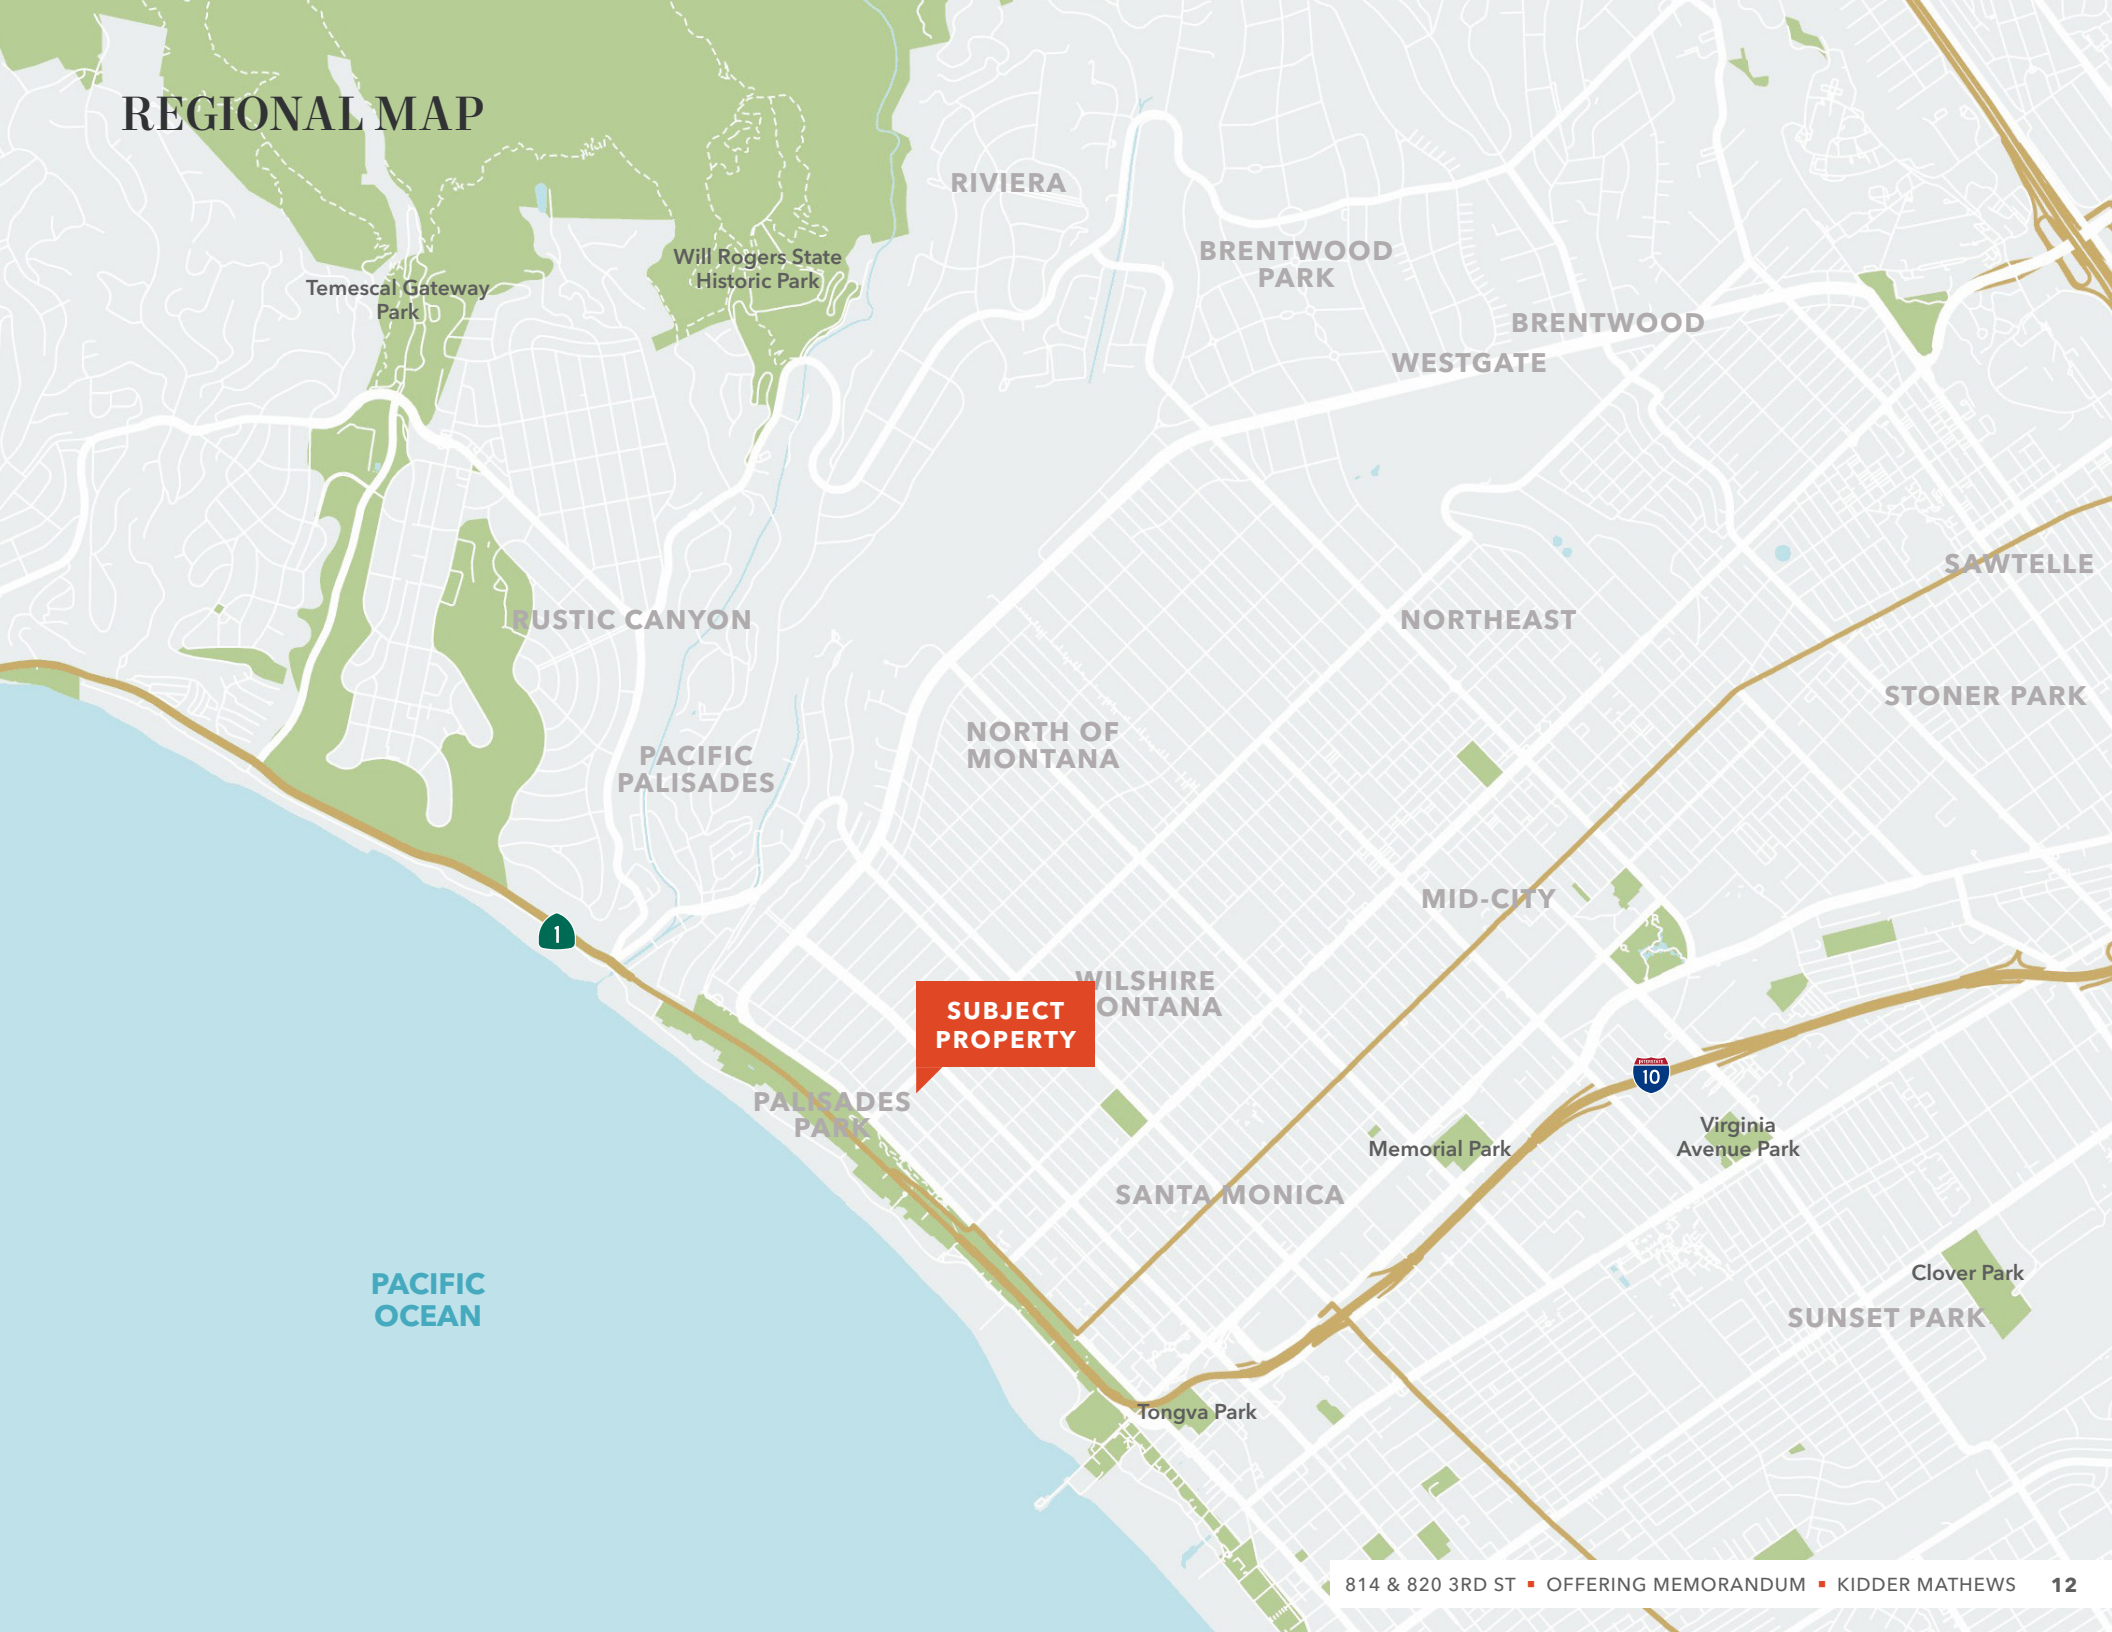 REGIONAL MAP
RIVIERA
BRENTWOOD
PARK
Will Rogers State
Historic Park
Temescal Gateway
Park
BRENTWOOD
WESTGATE
SAWTELLE
RUSTIC CANYON
NORTHEAST
STONER PARK
NORTH OF
MONTANA
PACIFIC
PALISADES
MID-CITY
1
WILSHIRE
ONTANA
SUBJECT
PROPERTY
INTERSTATE
10
PALISADES
PARK
Virginia
Avenue Park
Memorial Park
SANTA MONICA
PACIFIC
OCEAN
Clover Park
SUNSET PARK
Tongva Park
814 & 820 3RD ST ▪ OFFERING MEMORANDUM ▪ KIDDER MATHEWS 12